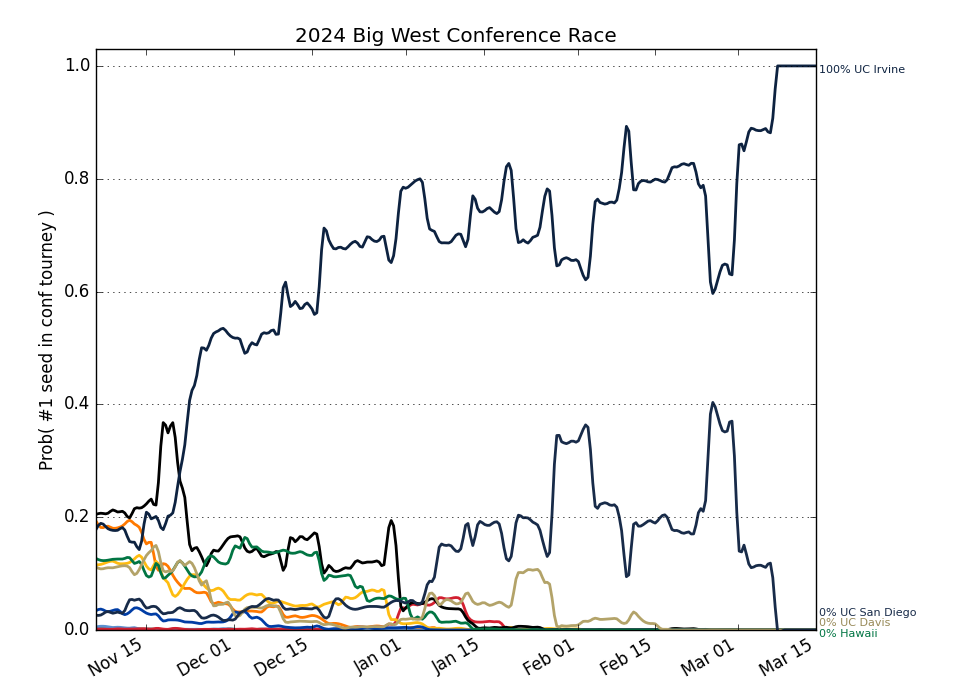 2024 Big West Conference Race
Prob( #1 seed in conf tourney )
1.0
0.8
0.6
0.4
0.2
0.0
100% UC Irvine
0% UC San Diego
0% UC Davis
0% Hawaii
Nov 15
Dec 01
Dec 15
Jan 01
Jan 15
Feb 01
Feb 15
Mar 01
Mar 15